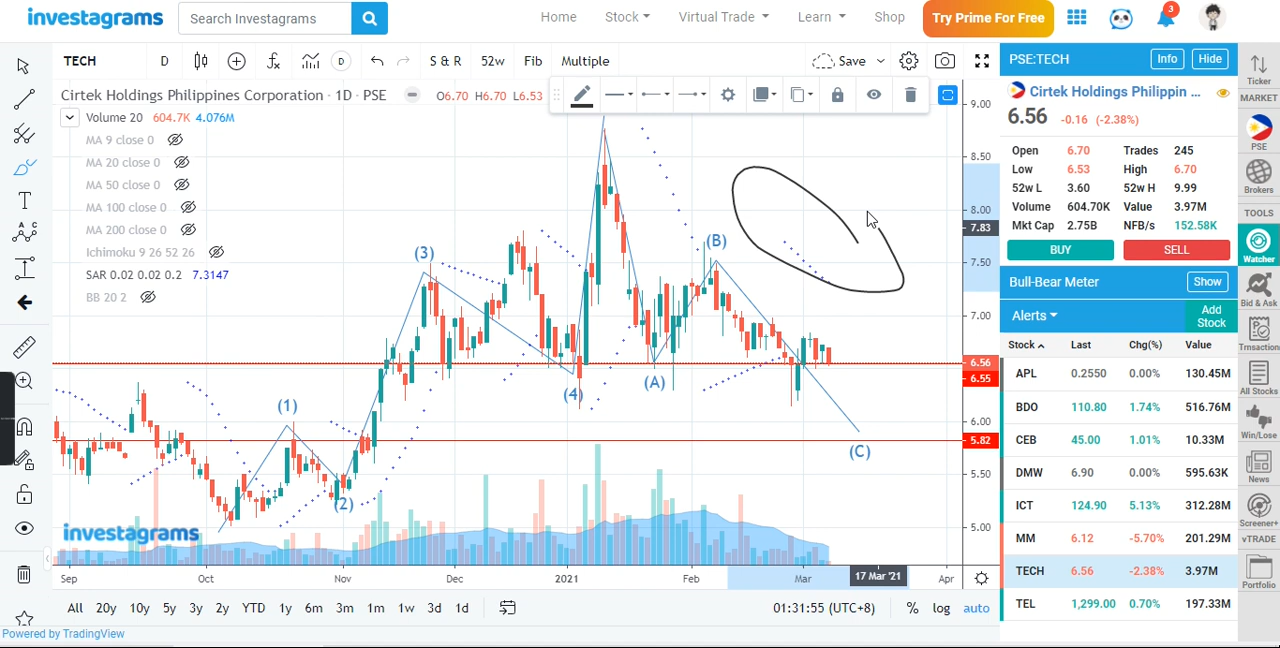 investagrams
Search Investagrams
Home
Stock
Virtual Trade
Learn
Shop
Try Prime For Free
3
TECH
D
D
S & R
52w
Fib
Multiple
Save
Cirtek Holdings Philippines Corporation · 1D · PSE
O6.70 H6.70 L6.53
Volume 20 604.7K 4.076M
MA 9 close 0
MA 20 close 0
MA 50 close 0
MA 100 close 0
MA 200 close 0
Ichimoku 9 26 52 26
SAR 0.02 0.02 0.2 7.3147
BB 20 2
(1)
(2)
(3)
(4)
(A)
(B)
(C)
9.00
8.50
8.00
7.83
7.50
7.00
6.56
6.55
6.00
5.82
5.50
5.00
investagrams
Sep
Oct
Nov
Dec
2021
Feb
Mar
17 Mar '21
Apr
All 20y 10y 5y 3y 2y YTD 1y 6m 3m 1m 1w 3d 1d
01:31:55 (UTC+8)
% log auto
Powered by TradingView
PSE:TECH
Info
Hide
Cirtek Holdings Philippin ...
6.56 -0.16 (-2.38%)
Open 6.70 Trades 245
Low 6.53 High 6.70
52w L 3.60 52w H 9.99
Volume 604.70K Value 3.97M
Mkt Cap 2.75B NFB/s 152.58K
BUY
SELL
Bull-Bear Meter
Show
Alerts
Add Stock
Stock Last Chg(%) Value
APL 0.2550 0.00% 130.45M
BDO 110.80 1.74% 516.76M
CEB 45.00 1.01% 10.33M
DMW 6.90 0.00% 595.63K
ICT 124.90 5.13% 312.28M
MM 6.12 -5.70% 201.29M
TECH 6.56 -2.38% 3.97M
TEL 1,299.00 0.70% 197.33M
Ticker
MARKET
PSE
Brokers
TOOLS
Watcher
Bid & Ask
Trnsaction
All Stocks
Win/Lose
News
Screener+
vTRADE
Portfolio